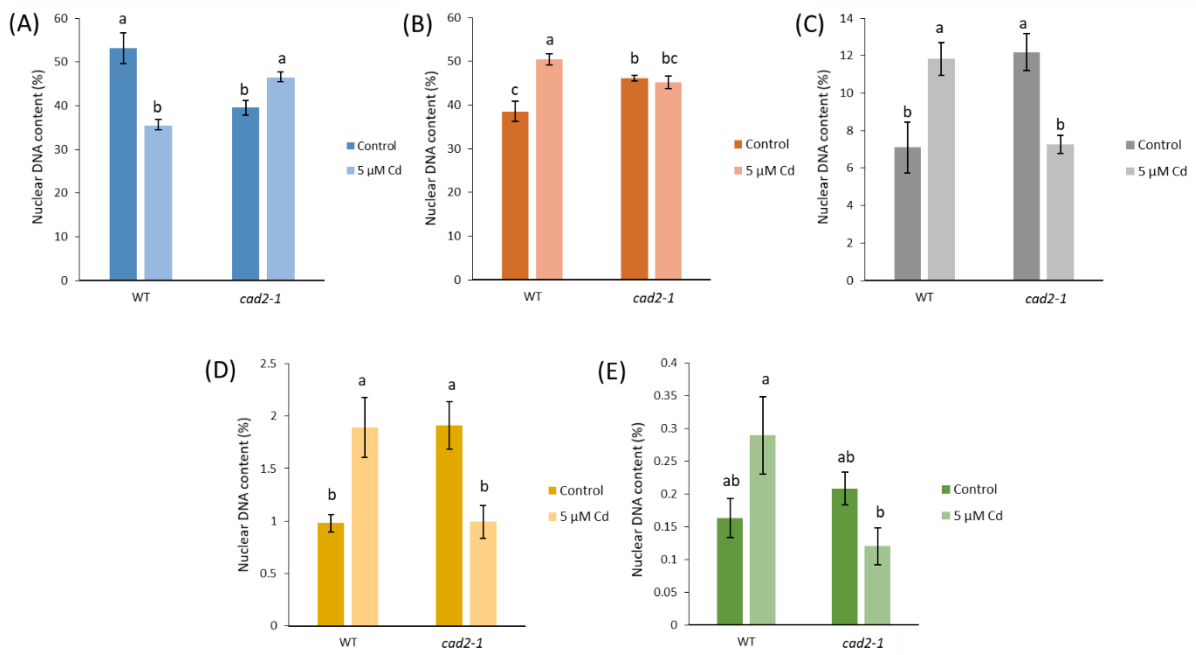 (A)
Nuclear DNA content (%)
60
50
40
30
20
10
0
a
b
b
a
WT
cad2-1
Control
5 µM Cd
(B)
Nuclear DNA content (%)
60
50
40
30
20
10
0
c
a
b
bc
WT
cad2-1
Control
5 µM Cd
(C)
Nuclear DNA content (%)
14
12
10
8
6
4
2
0
b
a
a
b
WT
cad2-1
Control
5 µM Cd
(D)
Nuclear DNA content (%)
2.5
2
1.5
1
0.5
0
b
a
a
b
WT
cad2-1
Control
5 µM Cd
(E)
Nuclear DNA content (%)
0.4
0.35
0.3
0.25
0.2
0.15
0.1
0.05
0
ab
a
ab
b
WT
cad2-1
Control
5 µM Cd